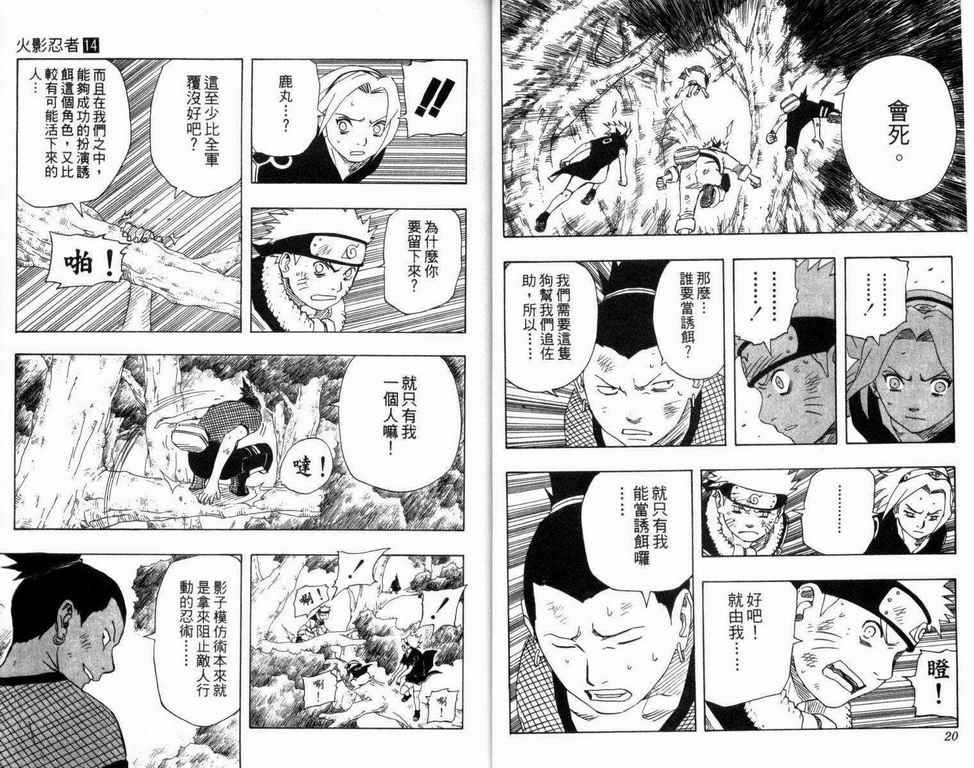 會死。
………
………
那麼…
誰要當誘餌？
我們需要這隻
狗幫我們追佐
助，所以……
………
就只有我
能當誘餌囉
……
好吧！
就由我…
瞪！
20
火影忍者14
!!
鹿丸
…？
為什麼你
要留下來？
這至少比全軍
覆沒好吧？
而且在我們之中，
能夠成功的扮演誘
餌這個角色，又比
較有可能活下來的
人…
啪！
就只有我
一個人嘛！
噠！
！
！
唰！
唰！
唰！
唰！
影子模仿術本來就
是拿來阻止敵人行
動的忍術……